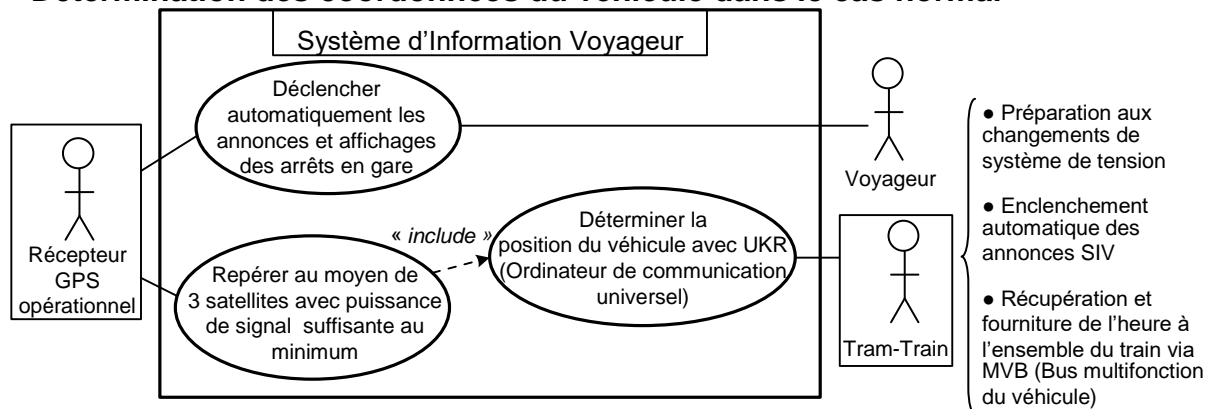 Détermination des coordonnées du véhicule dans le cas normal
Système d’Information Voyageur
Déclencher
automatiquement les
annonces et affichages
des arrêts en gare
Récepteur
GPS
opérationnel
« include »
Repérer au moyen de
3 satellites avec puissance
de signal suffisante au
minimum
Déterminer la
position du véhicule avec UKR
(Ordinateur de communication
universel)
Voyageur
Tram-Train
● Préparation aux
changements de
système de tension
● Enclenchement
automatique des
annonces SIV
● Récupération et
fourniture de l’heure à
l’ensemble du train via
MVB (Bus multifonction
du véhicule)